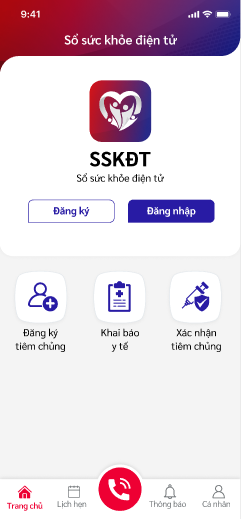 9:41
Sổ sức khỏe điện tử
SSKĐT
Sổ sức khỏe điện tử
Đăng ký
Đăng nhập
Đăng ký
tiêm chủng
Khai báo
y tế
Xác nhận
tiêm chủng
Trang chủ
Lịch hẹn
Thông báo
Cá nhân